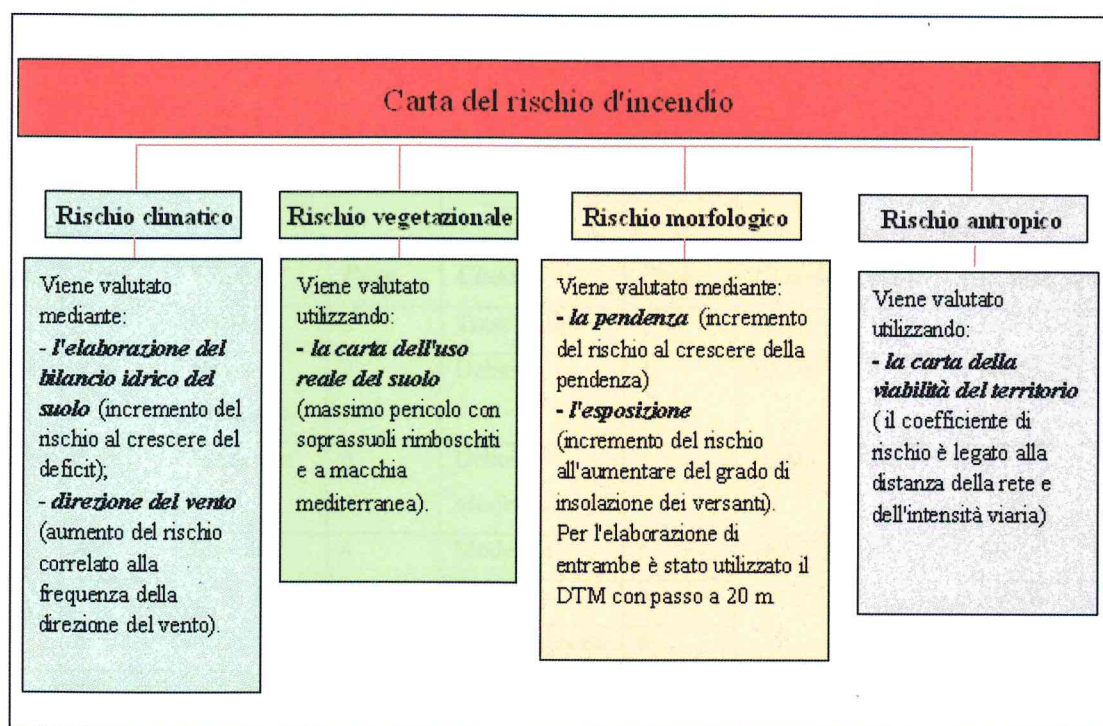 Carta del rischio d'incendio
Rischio climatico
Viene valutato
mediante:
- l'elaborazione del
bilancio idrico del
suolo (incremento del
rischio al crescere del
deficit);
- direzione del vento
(aumento del rischio
correlato alla
frequenza della
direzione del vento).
Rischio vegetazionale
Viene valutato
utilizzando:
- la carta dell'uso
reale del suolo
(massimo pericolo con
soprassuoli rimboschiti
e a macchia
mediterranea).
Rischio morfologico
Viene valutato mediante:
- la pendenza (incremento
del rischio al crescere della
pendenza)
- l'esposizione
(incremento del rischio
all'aumentare del grado di
insolazione dei versanti).
Per l'elaborazione di
entrambe è stato utilizzato il
DTM con passo a 20 m
Rischio antropico
Viene valutato
utilizzando:
- la carta della
viabilità del territorio
( il coefficiente di
rischio è legato alla
distanza della rete e
dell'intensità viaria)